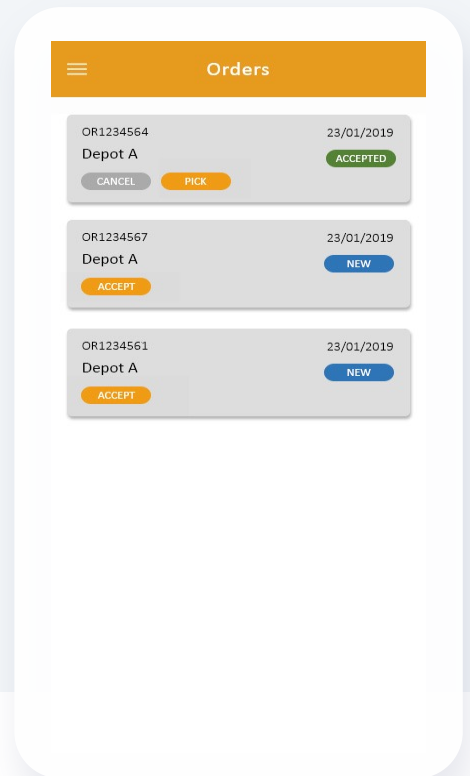 Orders
OR1234564 23/01/2019
Depot A ACCEPTED
CANCEL PICK
OR1234567 23/01/2019
Depot A NEW
ACCEPT
OR1234561 23/01/2019
Depot A NEW
ACCEPT